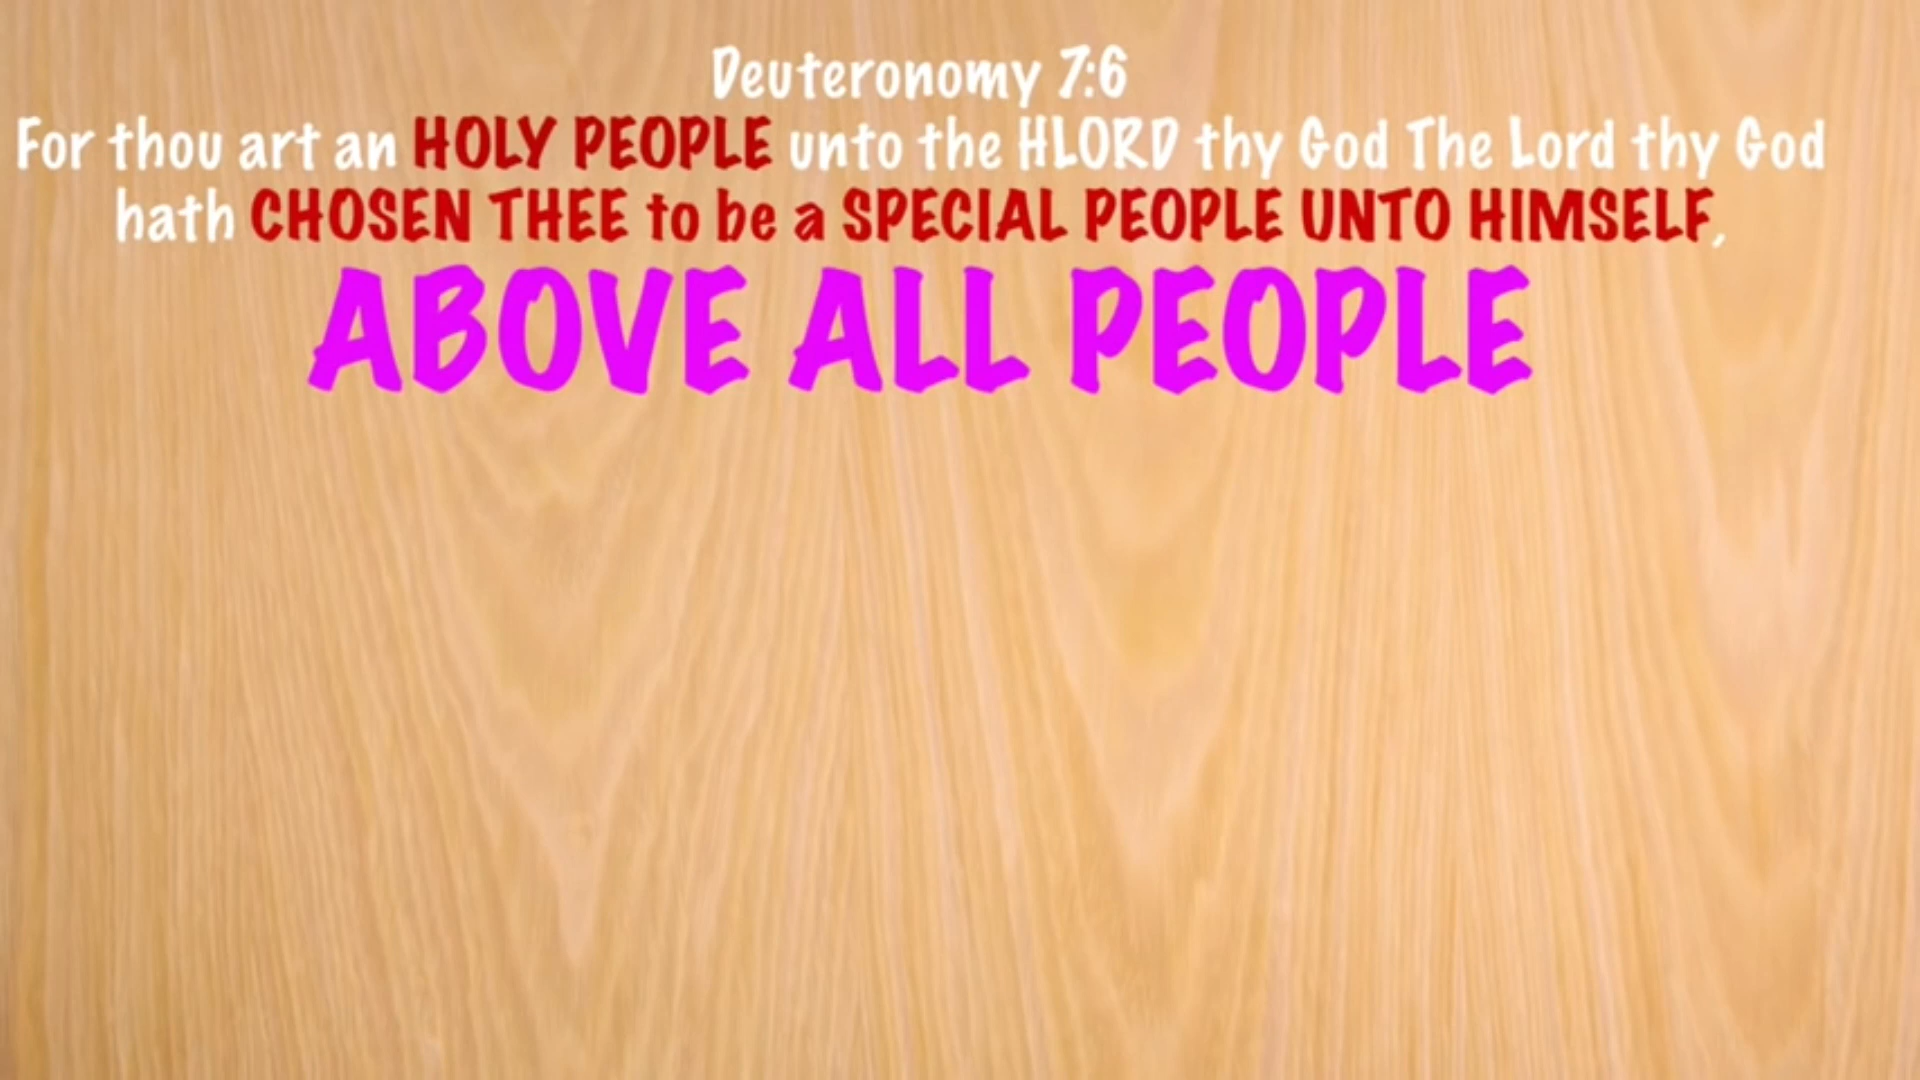 Deuteronomy 7:6
For thou art an HOLY PEOPLE unto the HLORD thy God The Lord thy God
hath CHOSEN THEE to be a SPECIAL PEOPLE UNTO HIMSELF,
ABOVE ALL PEOPLE